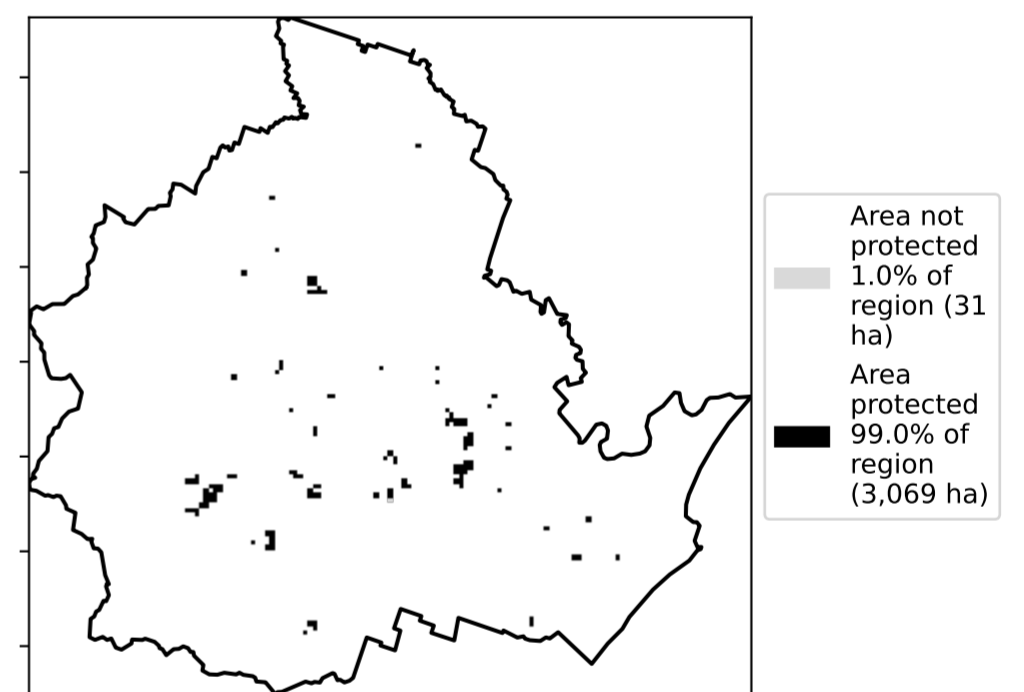 Area not
protected
1.0% of
region (31
ha)
Area
protected
99.0% of
region
(3,069 ha)